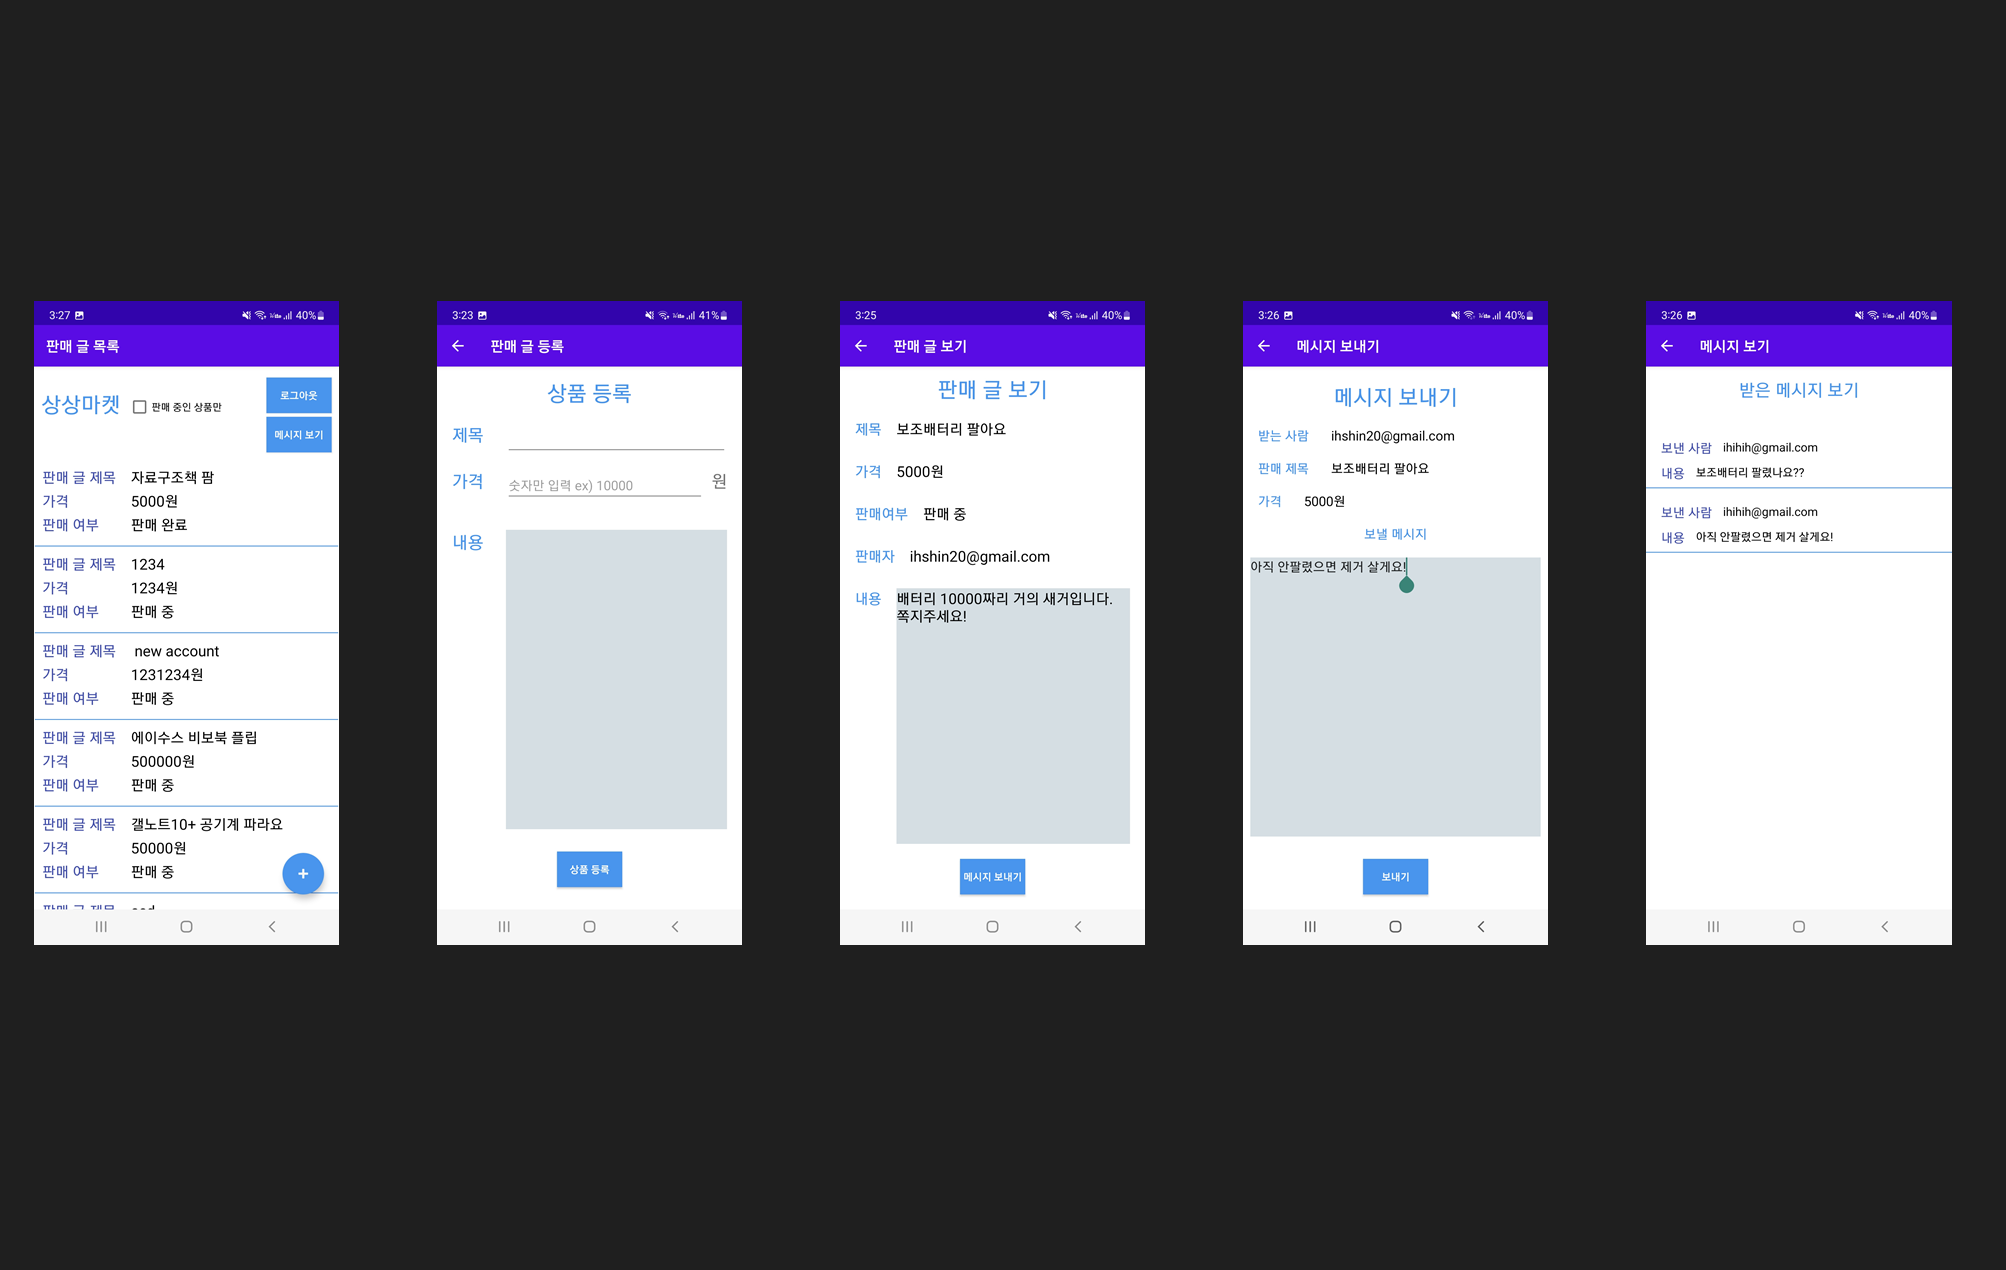 3:27
40%
판매 글 목록
상상마켓
판매 중인 상품만
로그아웃
메시지 보기
판매 글 제목 자료구조책 팜
가격 5000원
판매 여부 판매 완료
판매 글 제목 1234
가격 1234원
판매 여부 판매 중
판매 글 제목 new account
가격 1231234원
판매 여부 판매 중
판매 글 제목 에이수스 비보북 플립
가격 500000원
판매 여부 판매 중
판매 글 제목 갤노트10+ 공기계 파라요
가격 50000원
판매 여부 판매 중
+
3:23
41%
판매 글 등록
상품 등록
제목
가격 숫자만 입력 ex) 10000 원
내용
상품 등록
3:25
40%
판매 글 보기
판매 글 보기
제목 보조배터리 팔아요
가격 5000원
판매여부 판매 중
판매자 ihshin20@gmail.com
내용 배터리 10000짜리 거의 새거입니다.
쪽지주세요!
메시지 보내기
3:26
40%
메시지 보내기
메시지 보내기
받는 사람 ihshin20@gmail.com
판매 제목 보조배터리 팔아요
가격 5000원
보낼 메시지
아직 안팔렸으면 제거 살게요!
보내기
3:26
40%
메시지 보기
받은 메시지 보기
보낸 사람 ihihih@gmail.com
내용 보조배터리 팔렸나요??
보낸 사람 ihihih@gmail.com
내용 아직 안팔렸으면 제거 살게요!